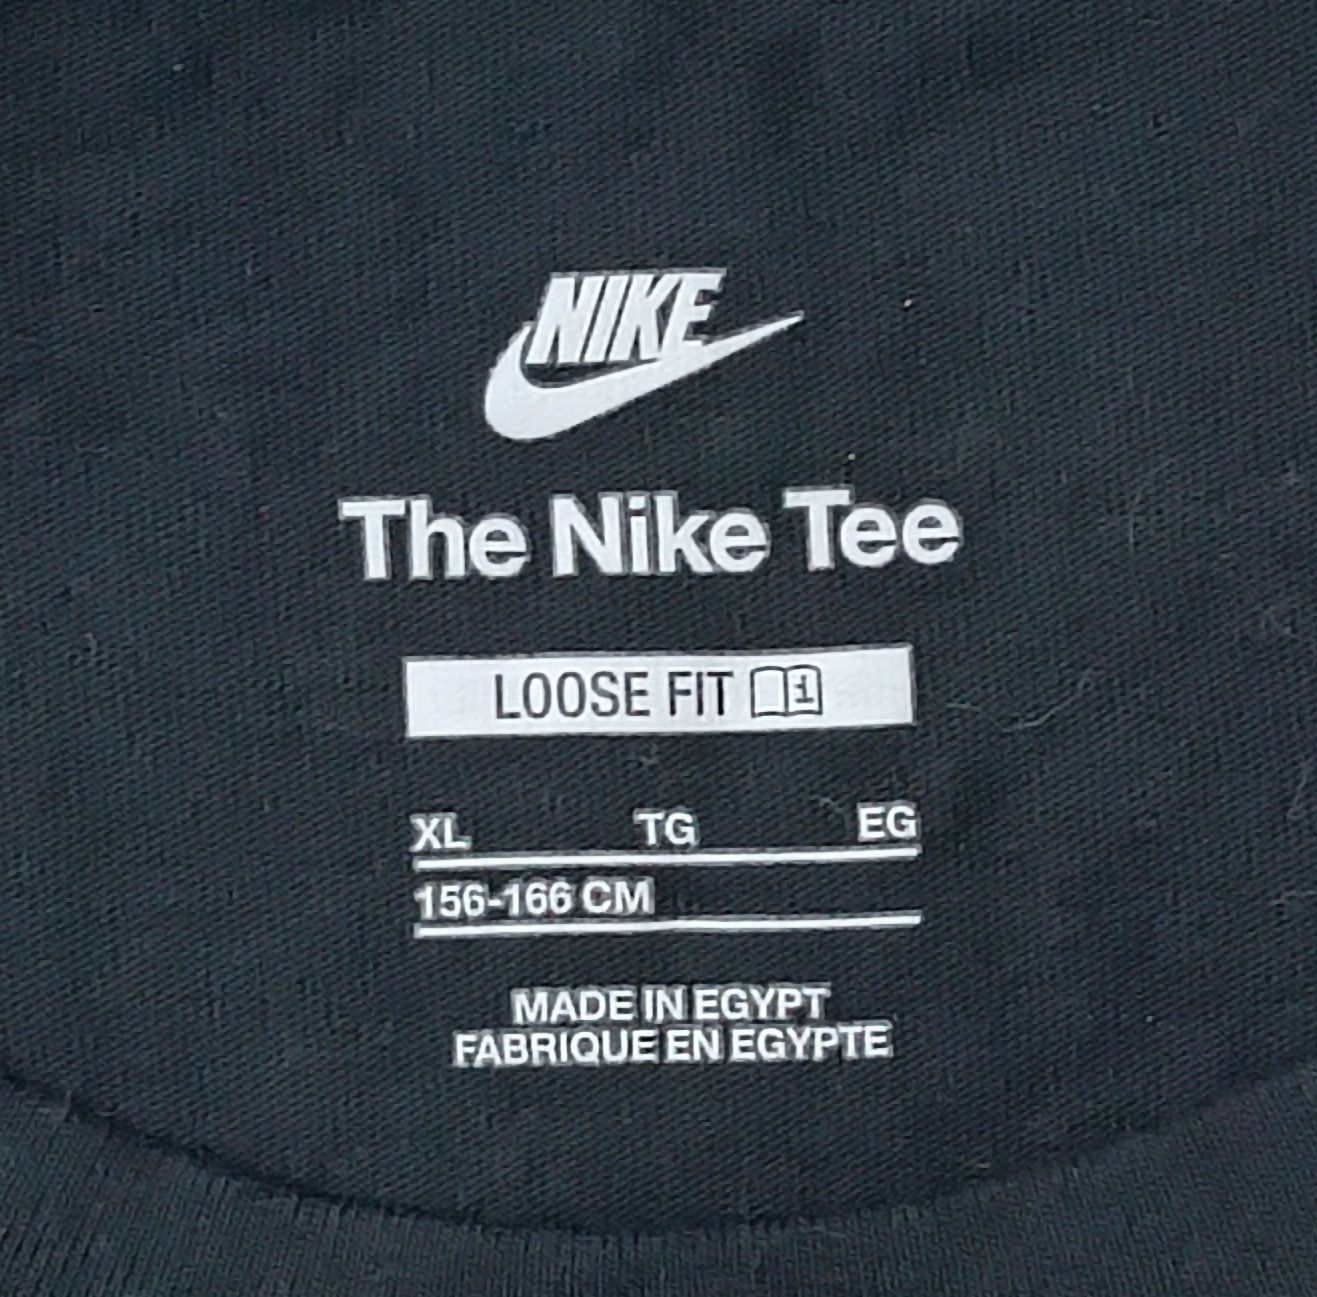 NIKE
The Nike Tee
LOOSE FIT i
XL TG EG
156-166 CM
MADE IN EGYPT
FABRIQUE EN EGYPTE